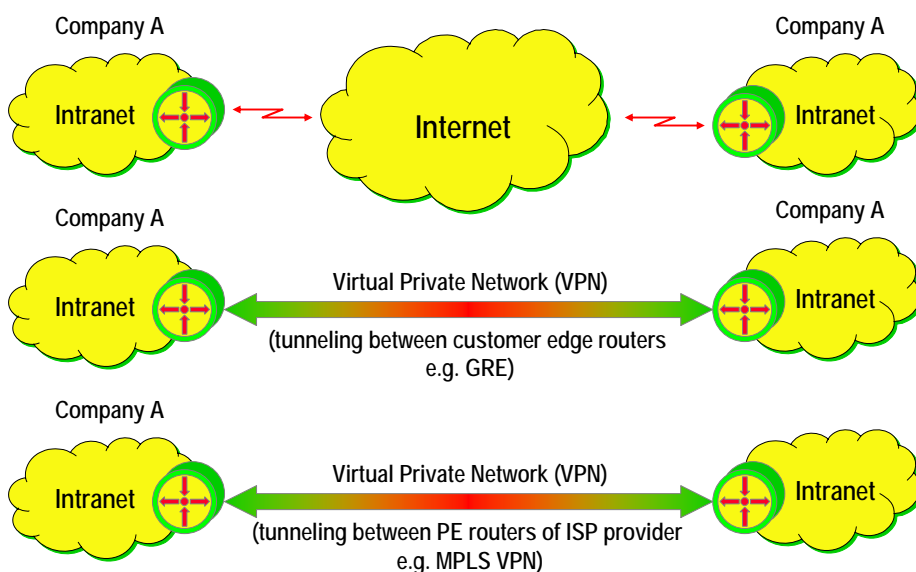 Company A
Company A
Intranet
Internet
Intranet
Company A
Company A
Intranet
Virtual Private Network (VPN)
Intranet
(tunneling between customer edge routers
e.g. GRE)
Company A
Intranet
Virtual Private Network (VPN)
Intranet
(tunneling between PE routers of ISP provider
e.g. MPLS VPN)